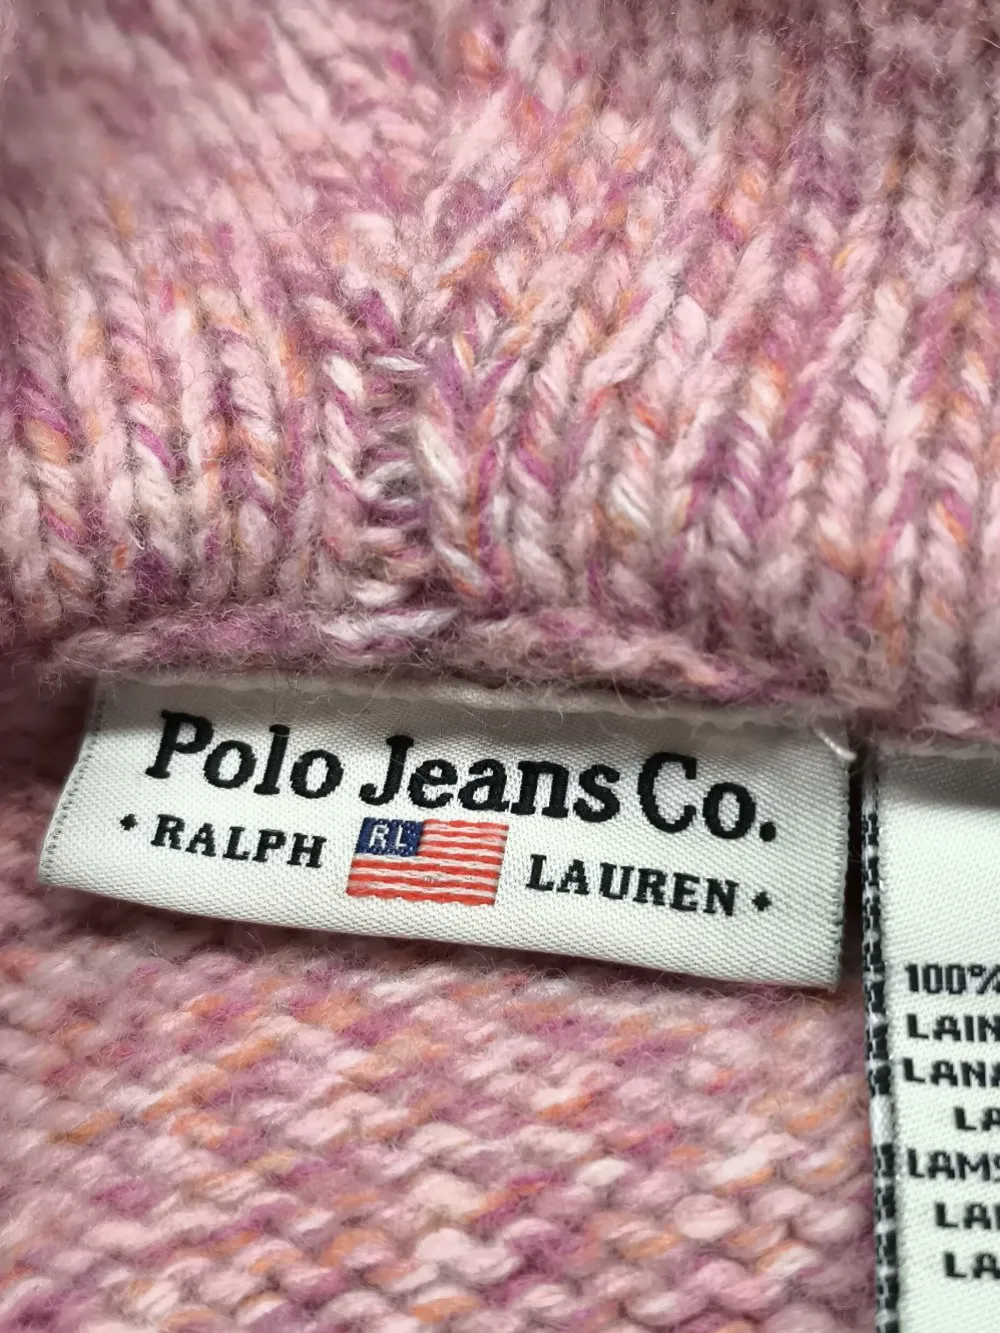 Polo Jeans Co.
RALPH RL LAUREN
100%
LAIN
LANA
LA
LAMS
LA
LA